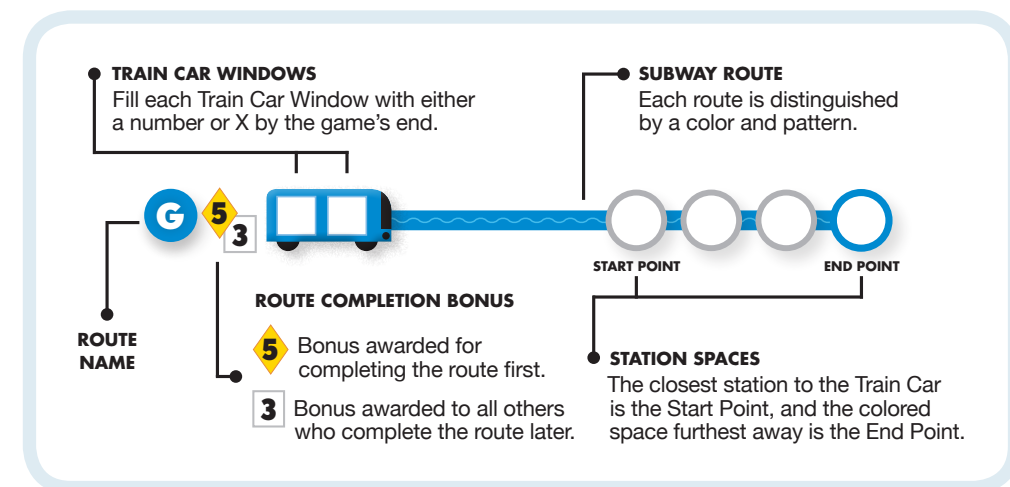 TRAIN CAR WINDOWS
Fill each Train Car Window with either
a number or X by the game’s end.
SUBWAY ROUTE
Each route is distinguished
by a color and pattern.
G
5
3
START POINT
END POINT
ROUTE
NAME
ROUTE COMPLETION BONUS
5 Bonus awarded for
completing the route first.
3 Bonus awarded to all others
who complete the route later.
STATION SPACES
The closest station to the Train Car
is the Start Point, and the colored
space furthest away is the End Point.